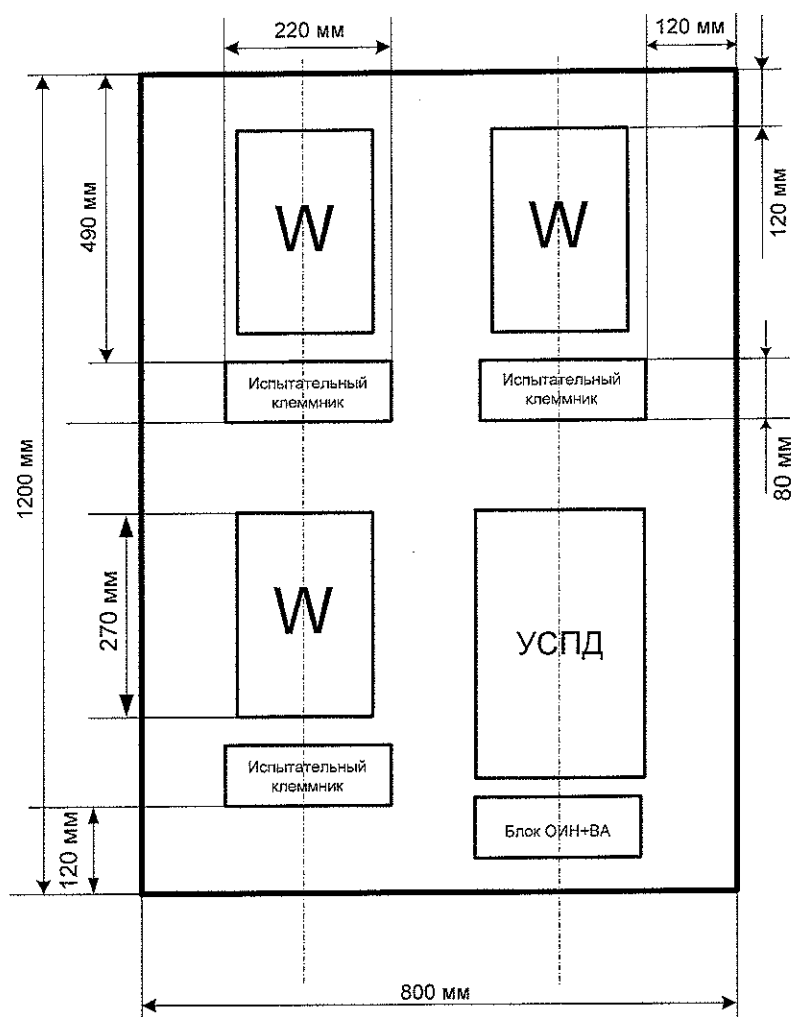 220 мм
120 мм
490 мм
W
W
120 мм
Испытательный
клеммник
Испытательный
клеммник
80 мм
1200 мм
270 мм
W
УСПД
Испытательный
клеммник
120 мм
Блок ОИН+ВА
800 мм